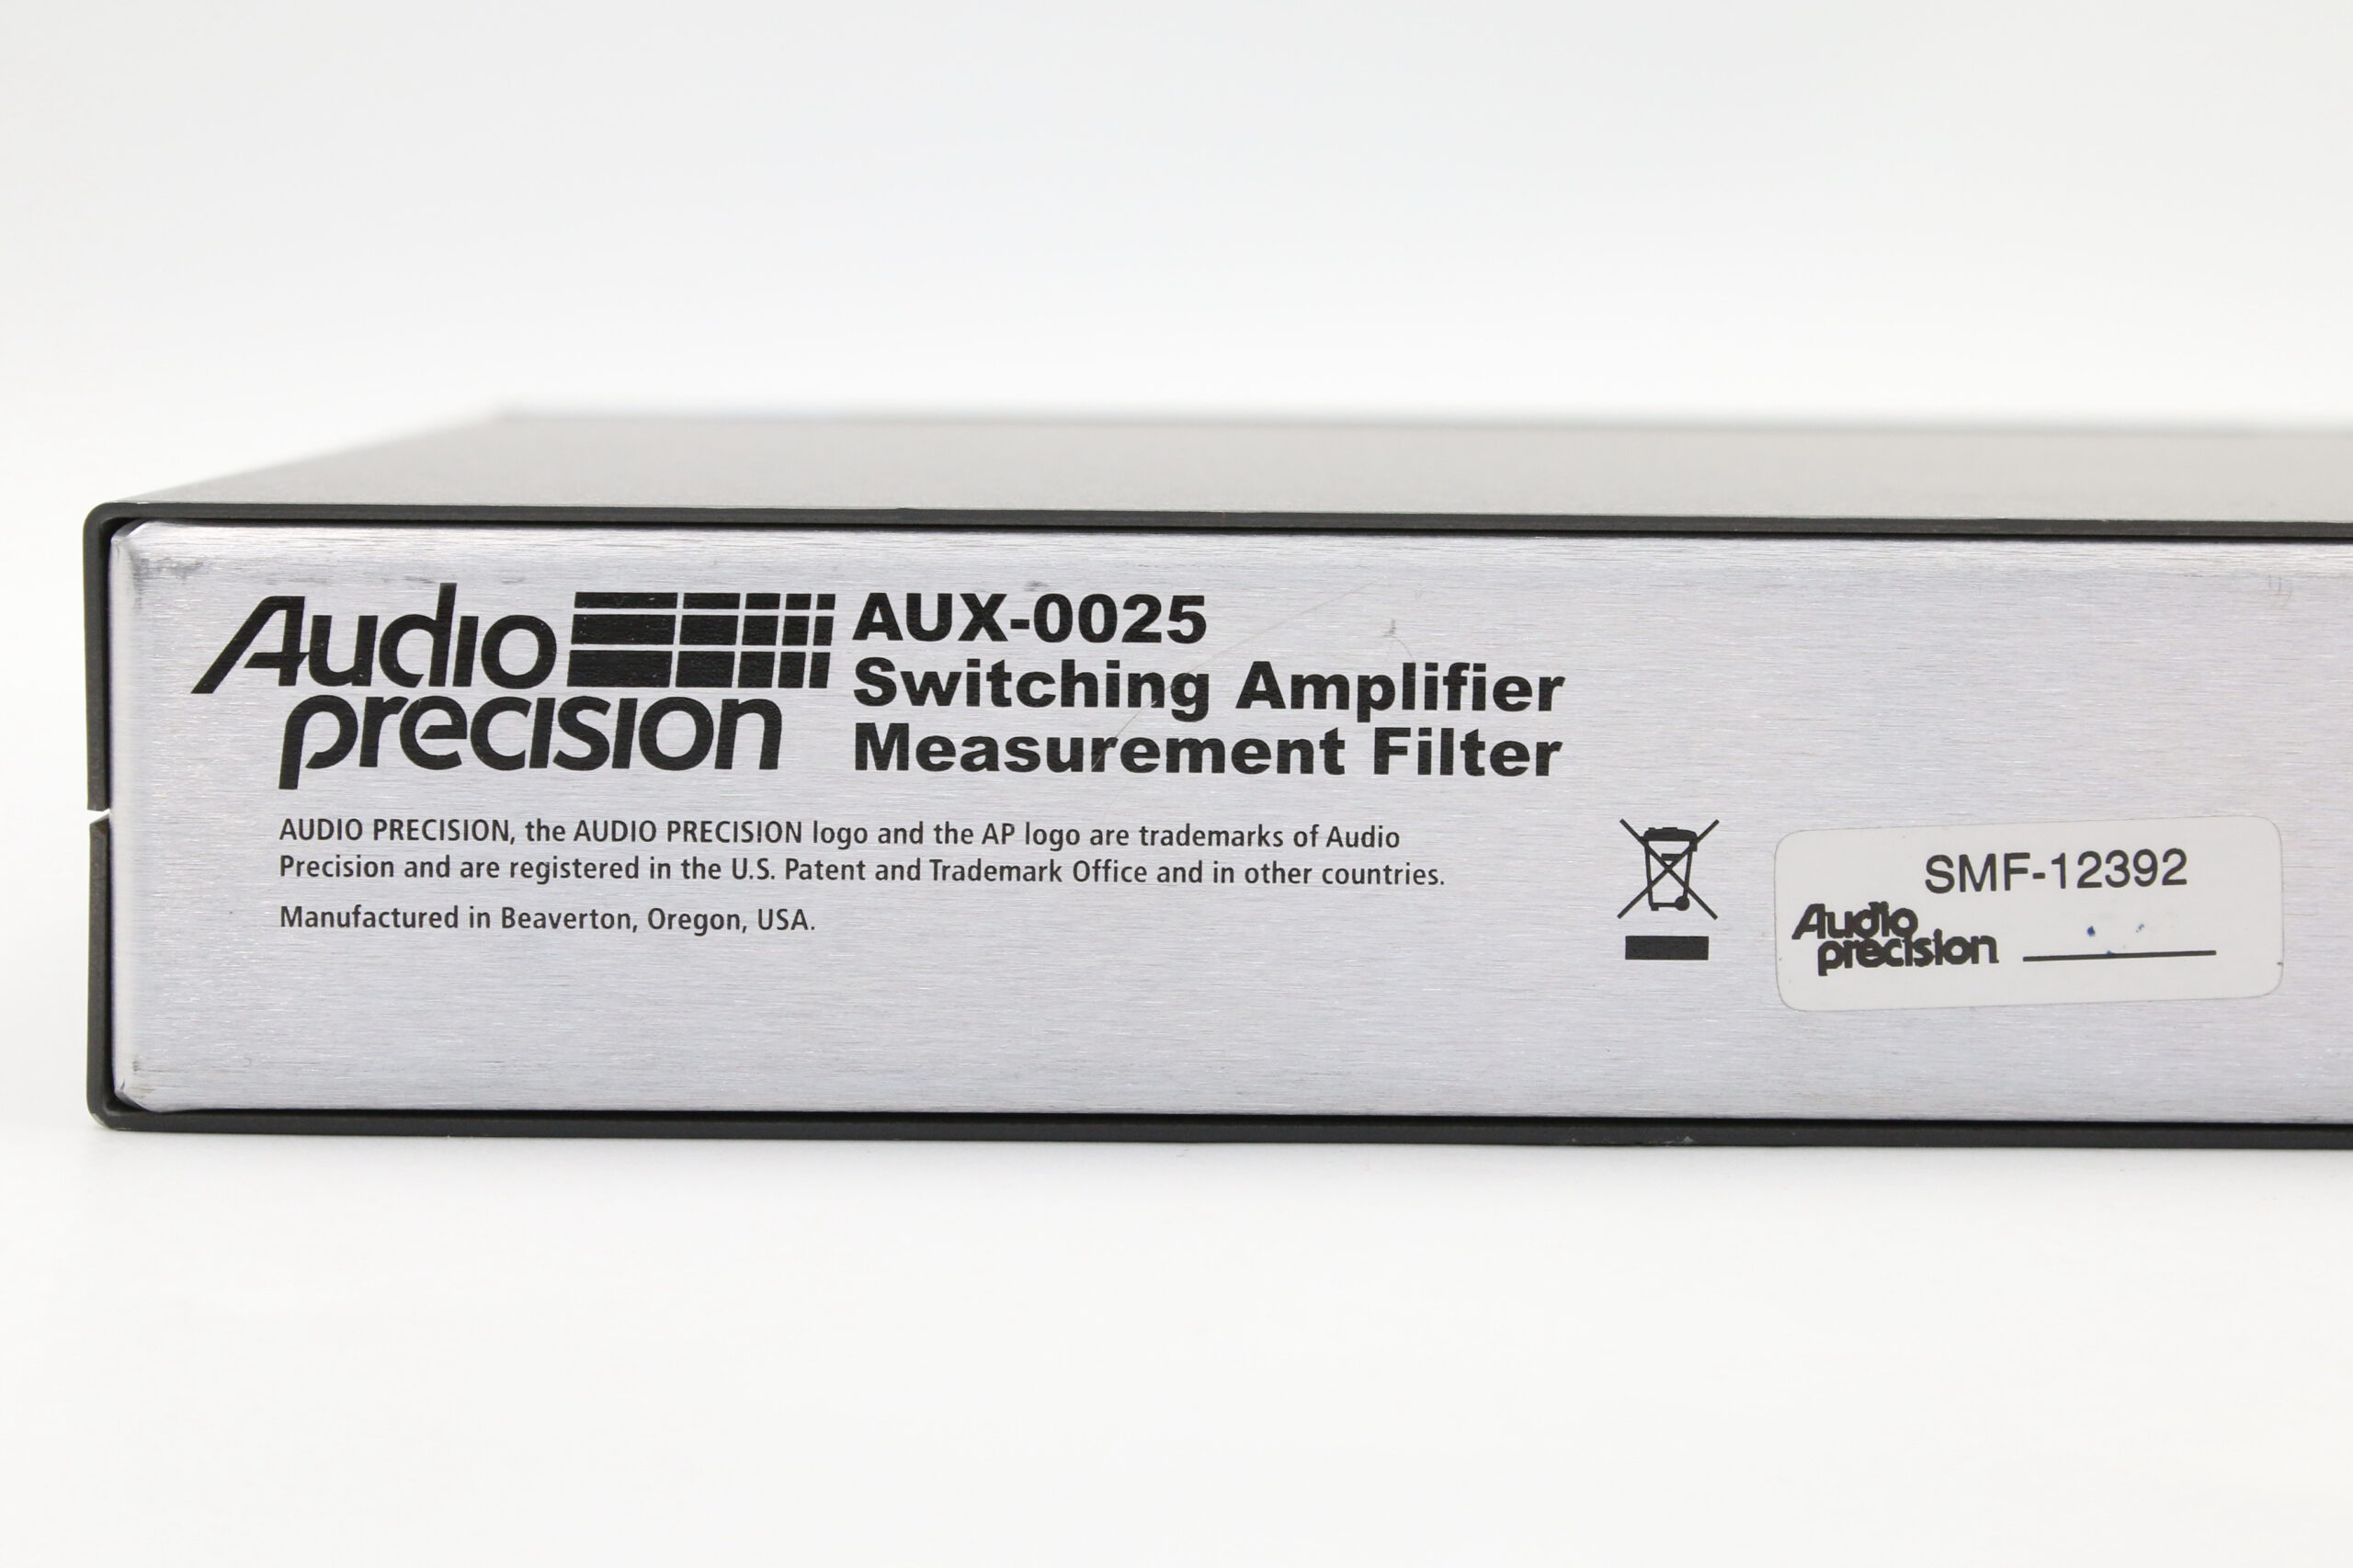 Audio precision
AUX-0025
Switching Amplifier
Measurement Filter
AUDIO PRECISION, the AUDIO PRECISION logo and the AP logo are trademarks of Audio
Precision and are registered in the U.S. Patent and Trademark Office and in other countries.
Manufactured in Beaverton, Oregon, USA.
SMF-12392
Audio
precision